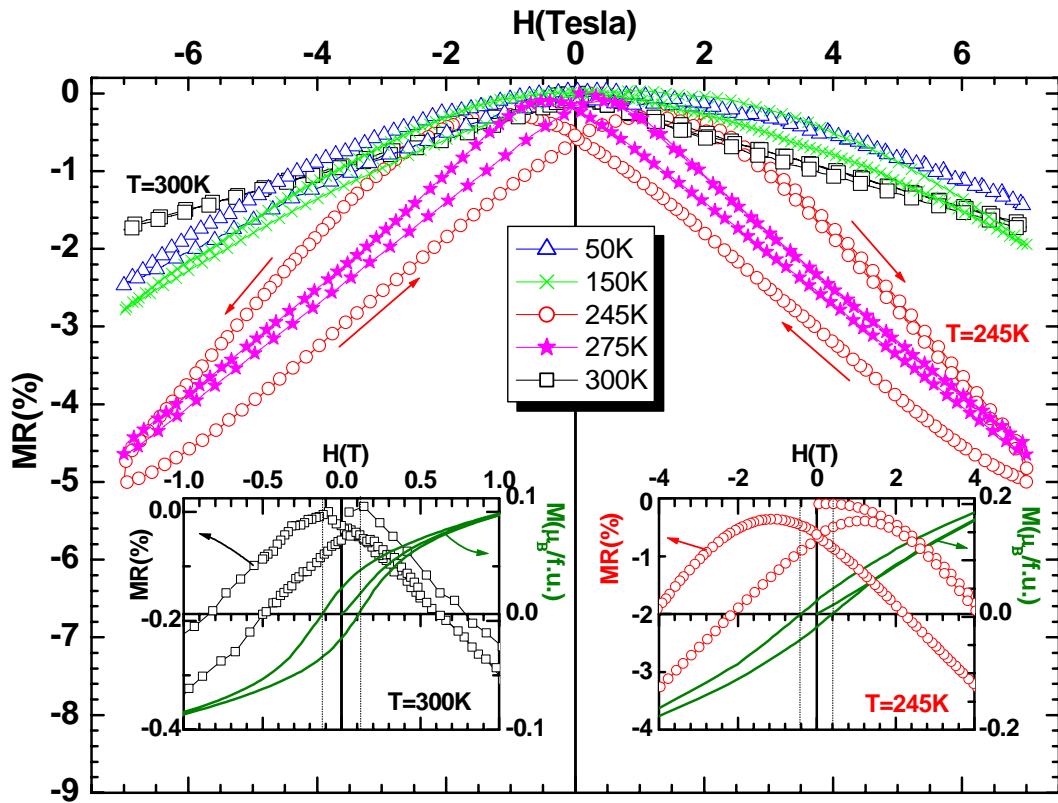 H(Tesla)
-6 -4 -2 0 2 4 6
0
-1
-2
-3
-4
-5
-6
-7
-8
-9
MR(%)
T=300K
T=245K
50K
150K
245K
275K
300K
H(T)
-1.0 -0.5 0.0 0.5 1.0
0.0
-0.2
-0.4
MR(%)
0.1
0.0
-0.1
M(μB/f.u.)
T=300K
H(T)
-4 -2 0 2 4
0
-1
-2
-3
-4
MR(%)
0.2
0.0
-0.2
M(μB/f.u.)
T=245K